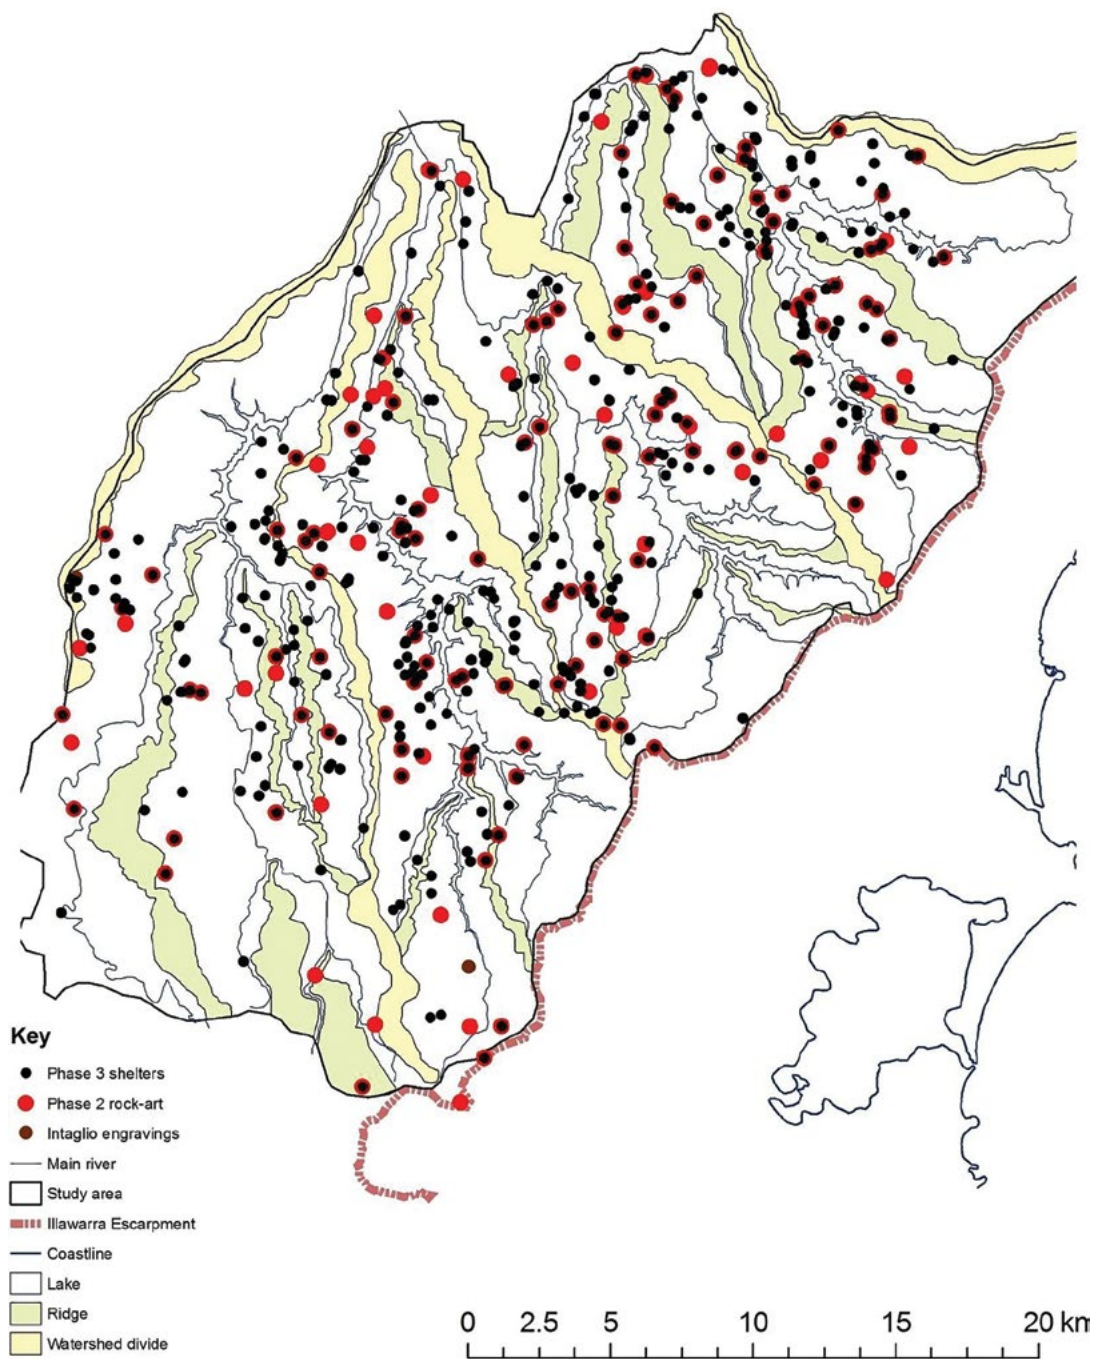 Key
Phase 3 shelters
Phase 2 rock-art
Intaglio engravings
Main river
Study area
Illawarra Escarpment
Coastline
Lake
Ridge
Watershed divide
0 2.5 5 10 15 20 km